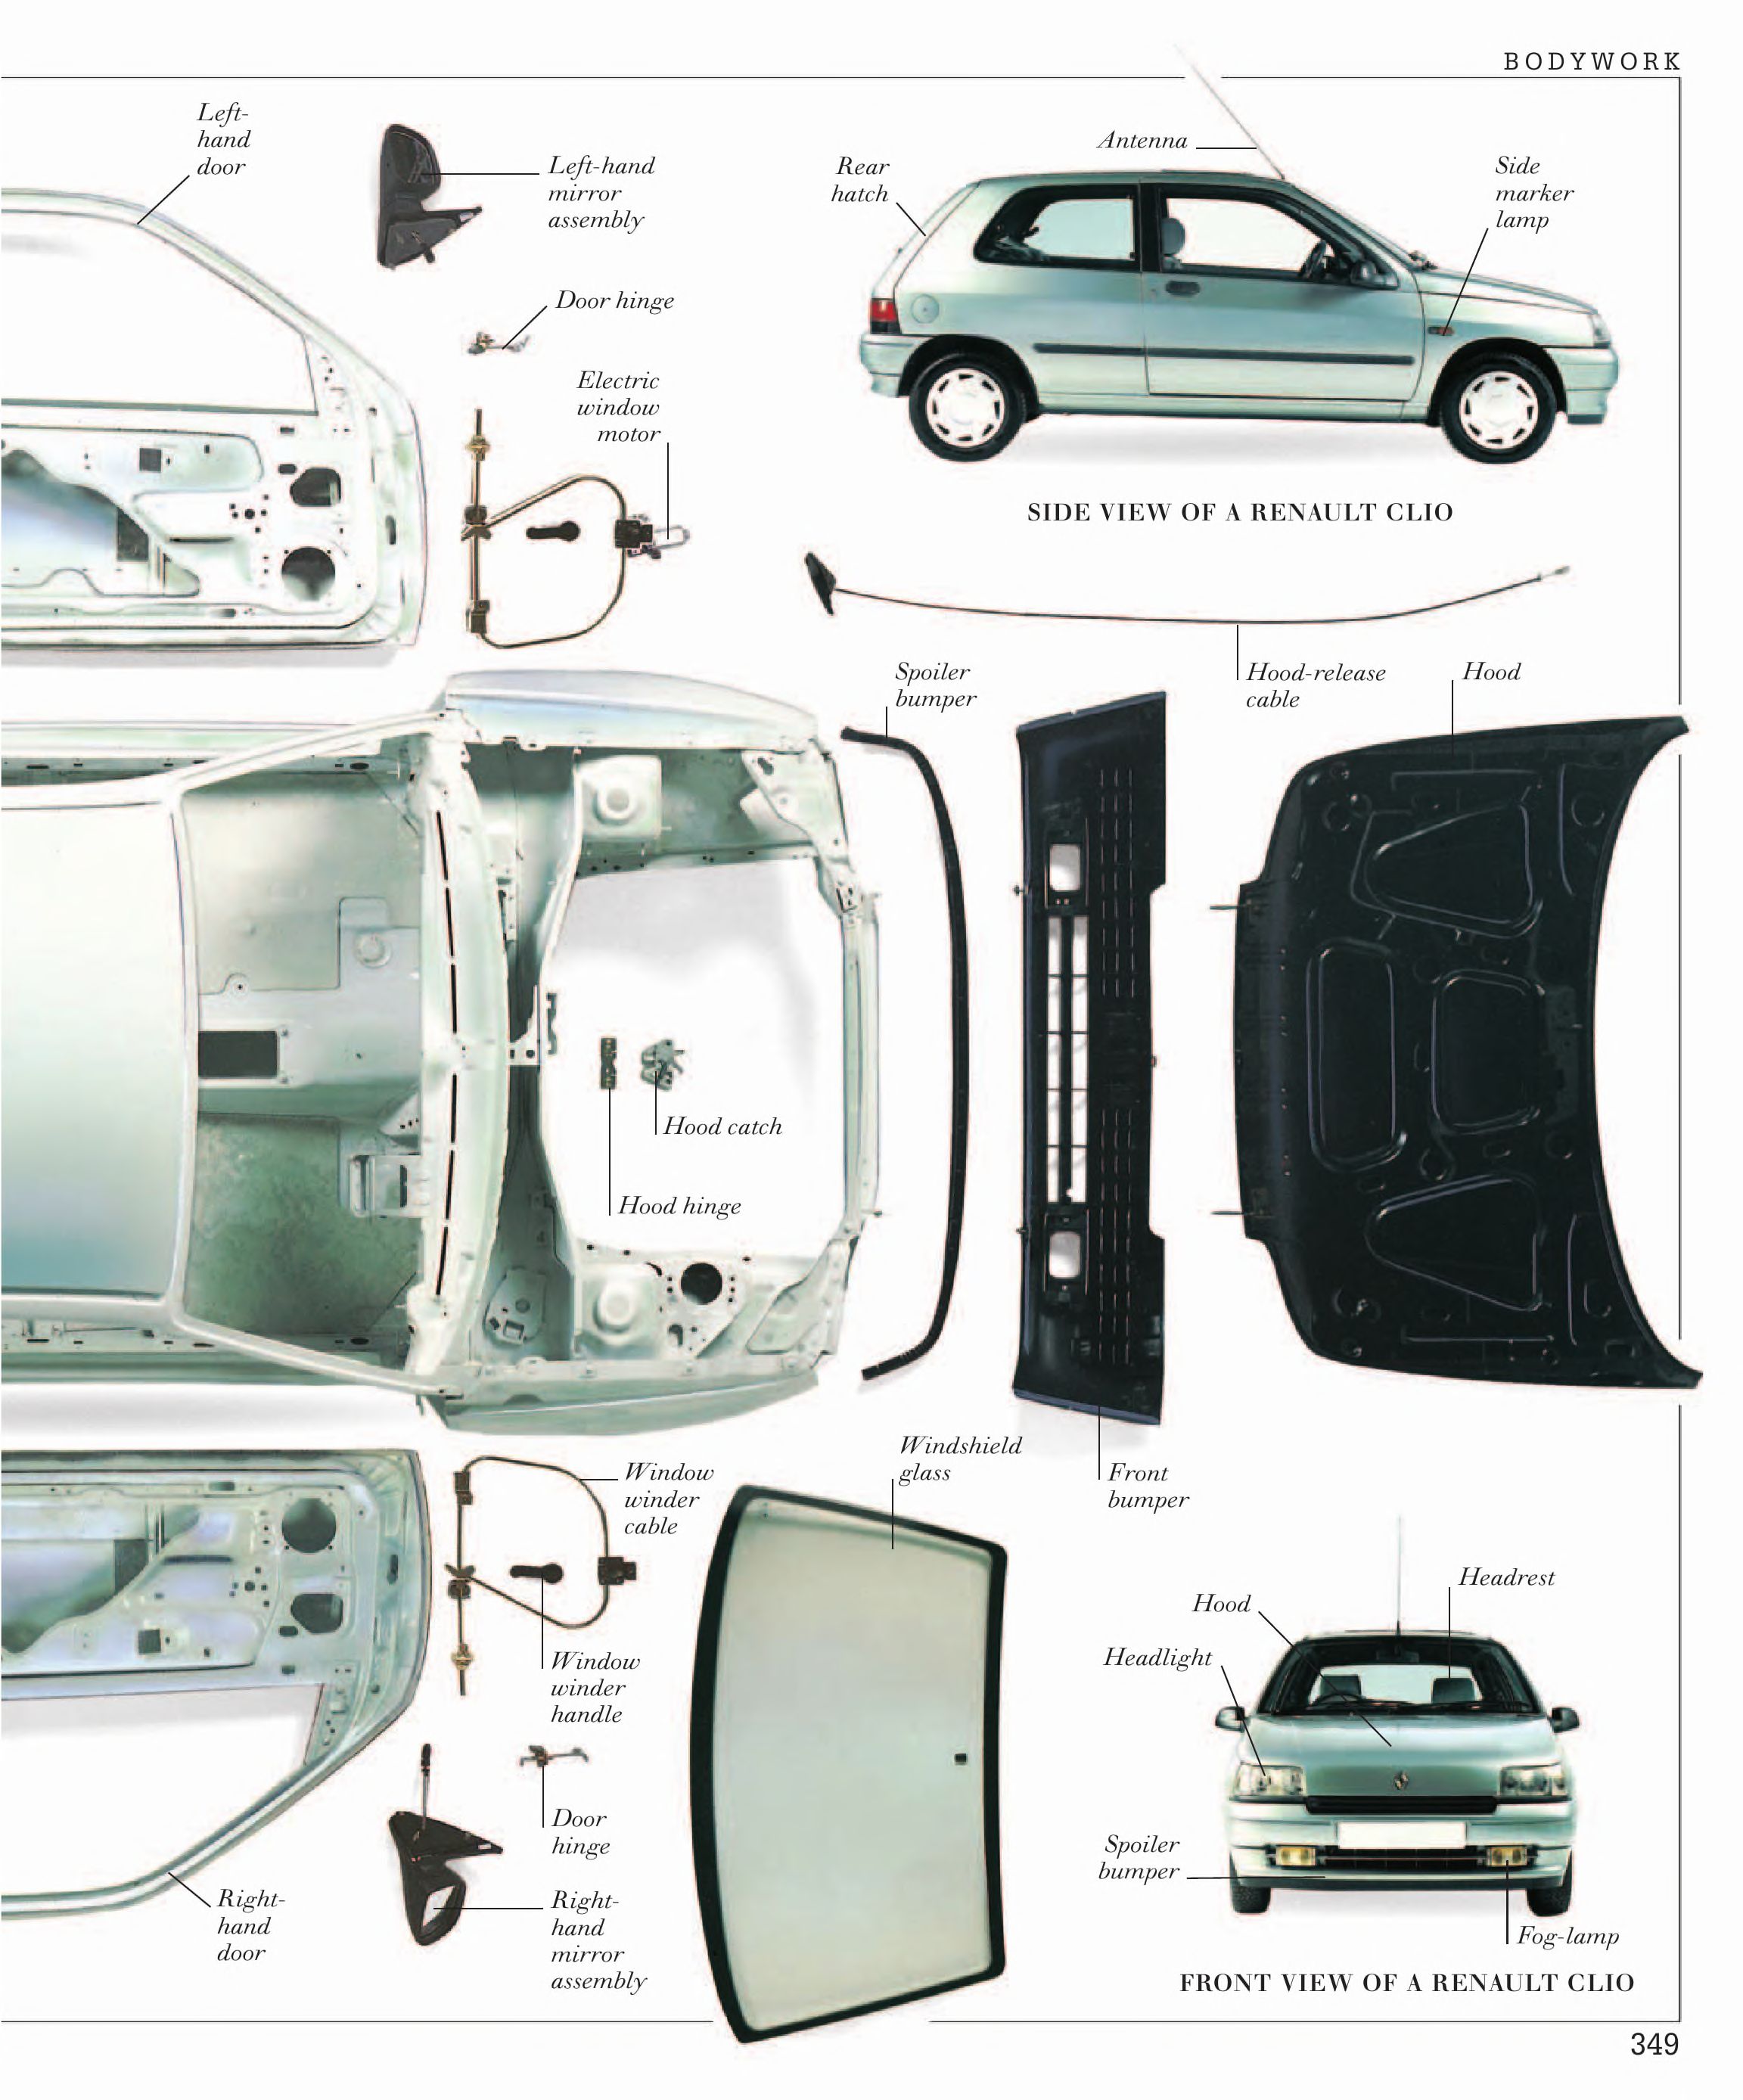 BODYWORK
Left-
hand
door
Left-hand
mirror
assembly
Door hinge
Electric
window
motor
Antenna
Rear
hatch
Side
marker
lamp
SIDE VIEW OF A RENAULT CLIO
Hood-release
cable
Spoiler
bumper
Hood
Hood catch
Hood hinge
Windshield
glass
Front
bumper
Window
winder
cable
Window
winder
handle
Door
hinge
Right-
hand
mirror
assembly
Right-
hand
door
Headrest
Hood
Headlight
Spoiler
bumper
Fog-lamp
FRONT VIEW OF A RENAULT CLIO
349